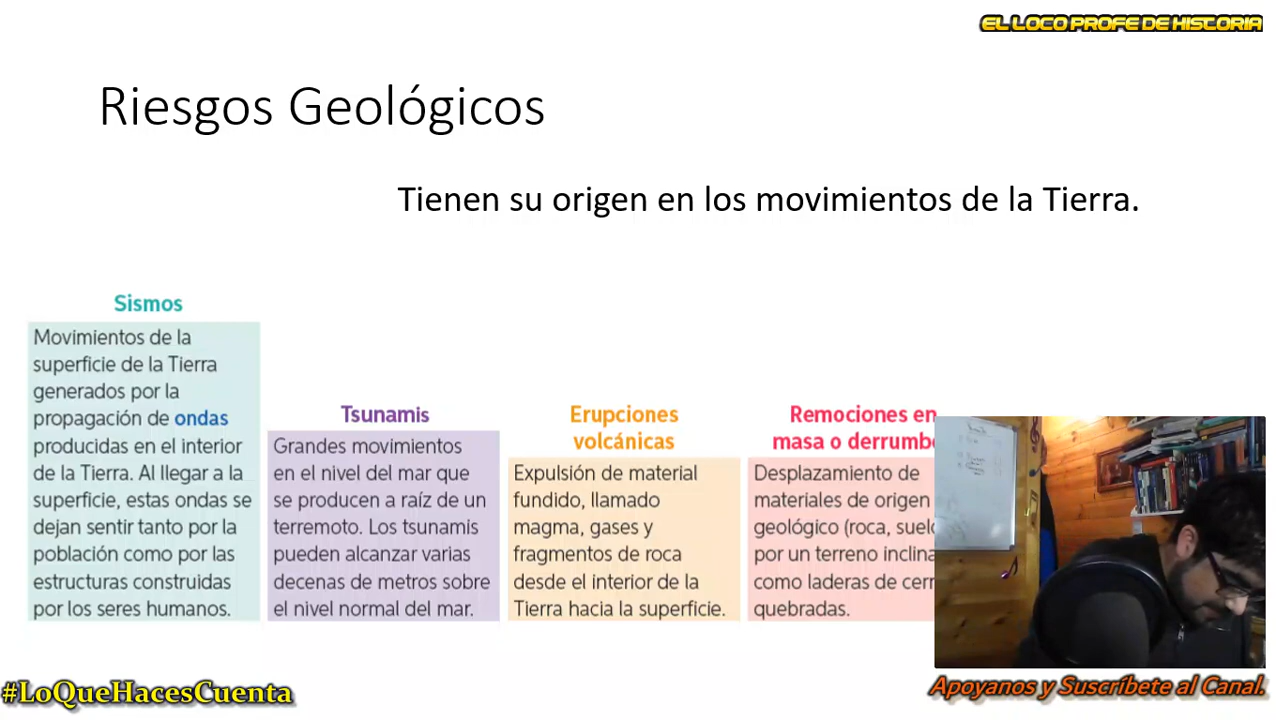 EL LOCO PROFE DE HISTORIA
Riesgos Geológicos
Tienen su origen en los movimientos de la Tierra.
Sismos
Movimientos de la
superficie de la Tierra
generados por la
propagación de ondas
producidas en el interior
de la Tierra. Al llegar a la
superficie, estas ondas se
dejan sentir tanto por la
población como por las
estructuras construidas
por los seres humanos.
Tsunamis
Grandes movimientos
en el nivel del mar que
se producen a raíz de un
terremoto. Los tsunamis
pueden alcanzar varias
decenas de metros sobre
el nivel normal del mar.
Erupciones
volcánicas
Expulsión de material
fundido, llamado
magma, gases y
fragmentos de roca
desde el interior de la
Tierra hacia la superficie.
Remociones en
masa o derrumbe
Desplazamiento de
materiales de origen
geológico (roca,
por un terreno
como laderas de
quebradas.
#LoQueHacesCuenta
Apoyanos y Suscríbete al Canal.